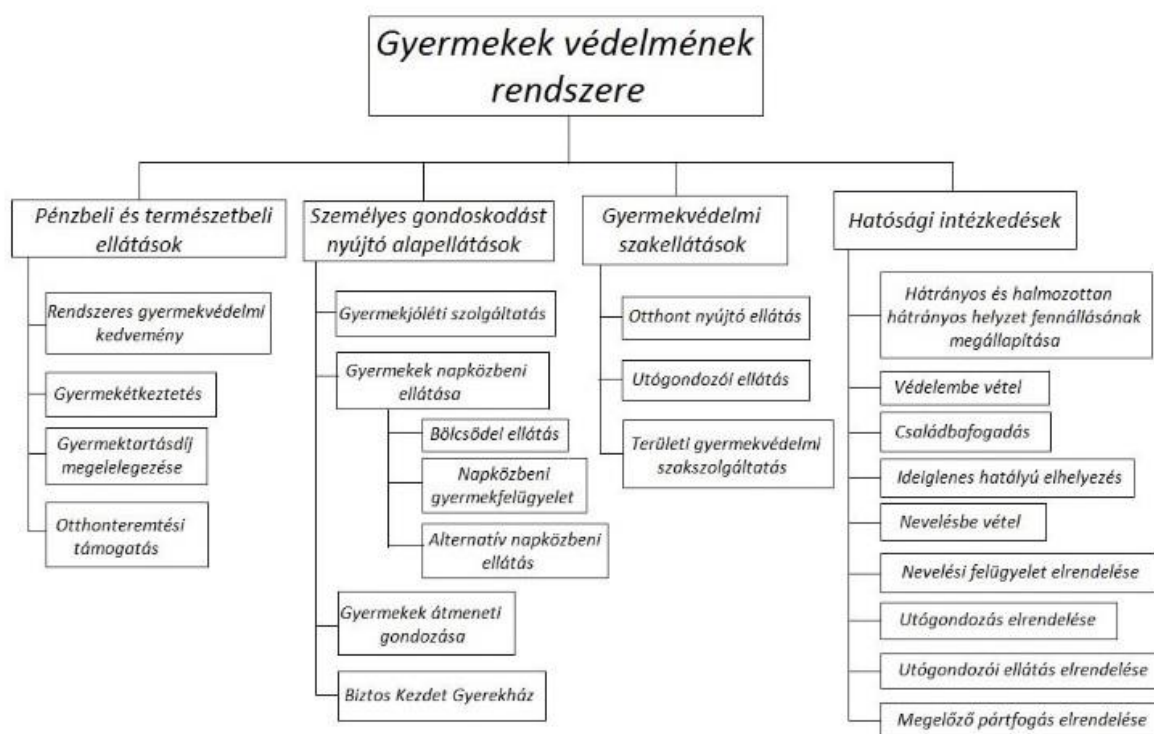 Gyermekek védelmének
rendszere
Pénzbeli és természetbeli
ellátások
Rendszeres gyermekvédelmi
kedvemény
Gyermekétkeztetés
Gyermektartásdíj
megelelegezése
Otthonteremtési
támogatás
Személyes gondoskodást
nyújtó alapellátások
Gyermekjóléti szolgáltatás
Gyermekek napközbeni
ellátása
Bölcsődel ellátás
Napközbeni
gyermekfelügyelet
Alternatív napközbeni
ellátás
Gyermekek átmeneti
gondozása
Biztos Kezdet Gyerekház
Gyermekvédelmi
szakellátások
Otthont nyújtó ellátás
Utógondozói ellátás
Területi gyermekvédelmi
szakszolgáltatás
Hatósági intézkedések
Hátrányos és halmozottan
hátrányos helyzet fennállásának
megállapítása
Védelembe vétel
Családbafogadás
Ideiglenes hatályú elhelyezés
Nevelésbe vétel
Nevelési felügyelet elrendelése
Utógondozás elrendelése
Utógondozói ellátás elrendelése
Megelőző pártfogás elrendelése